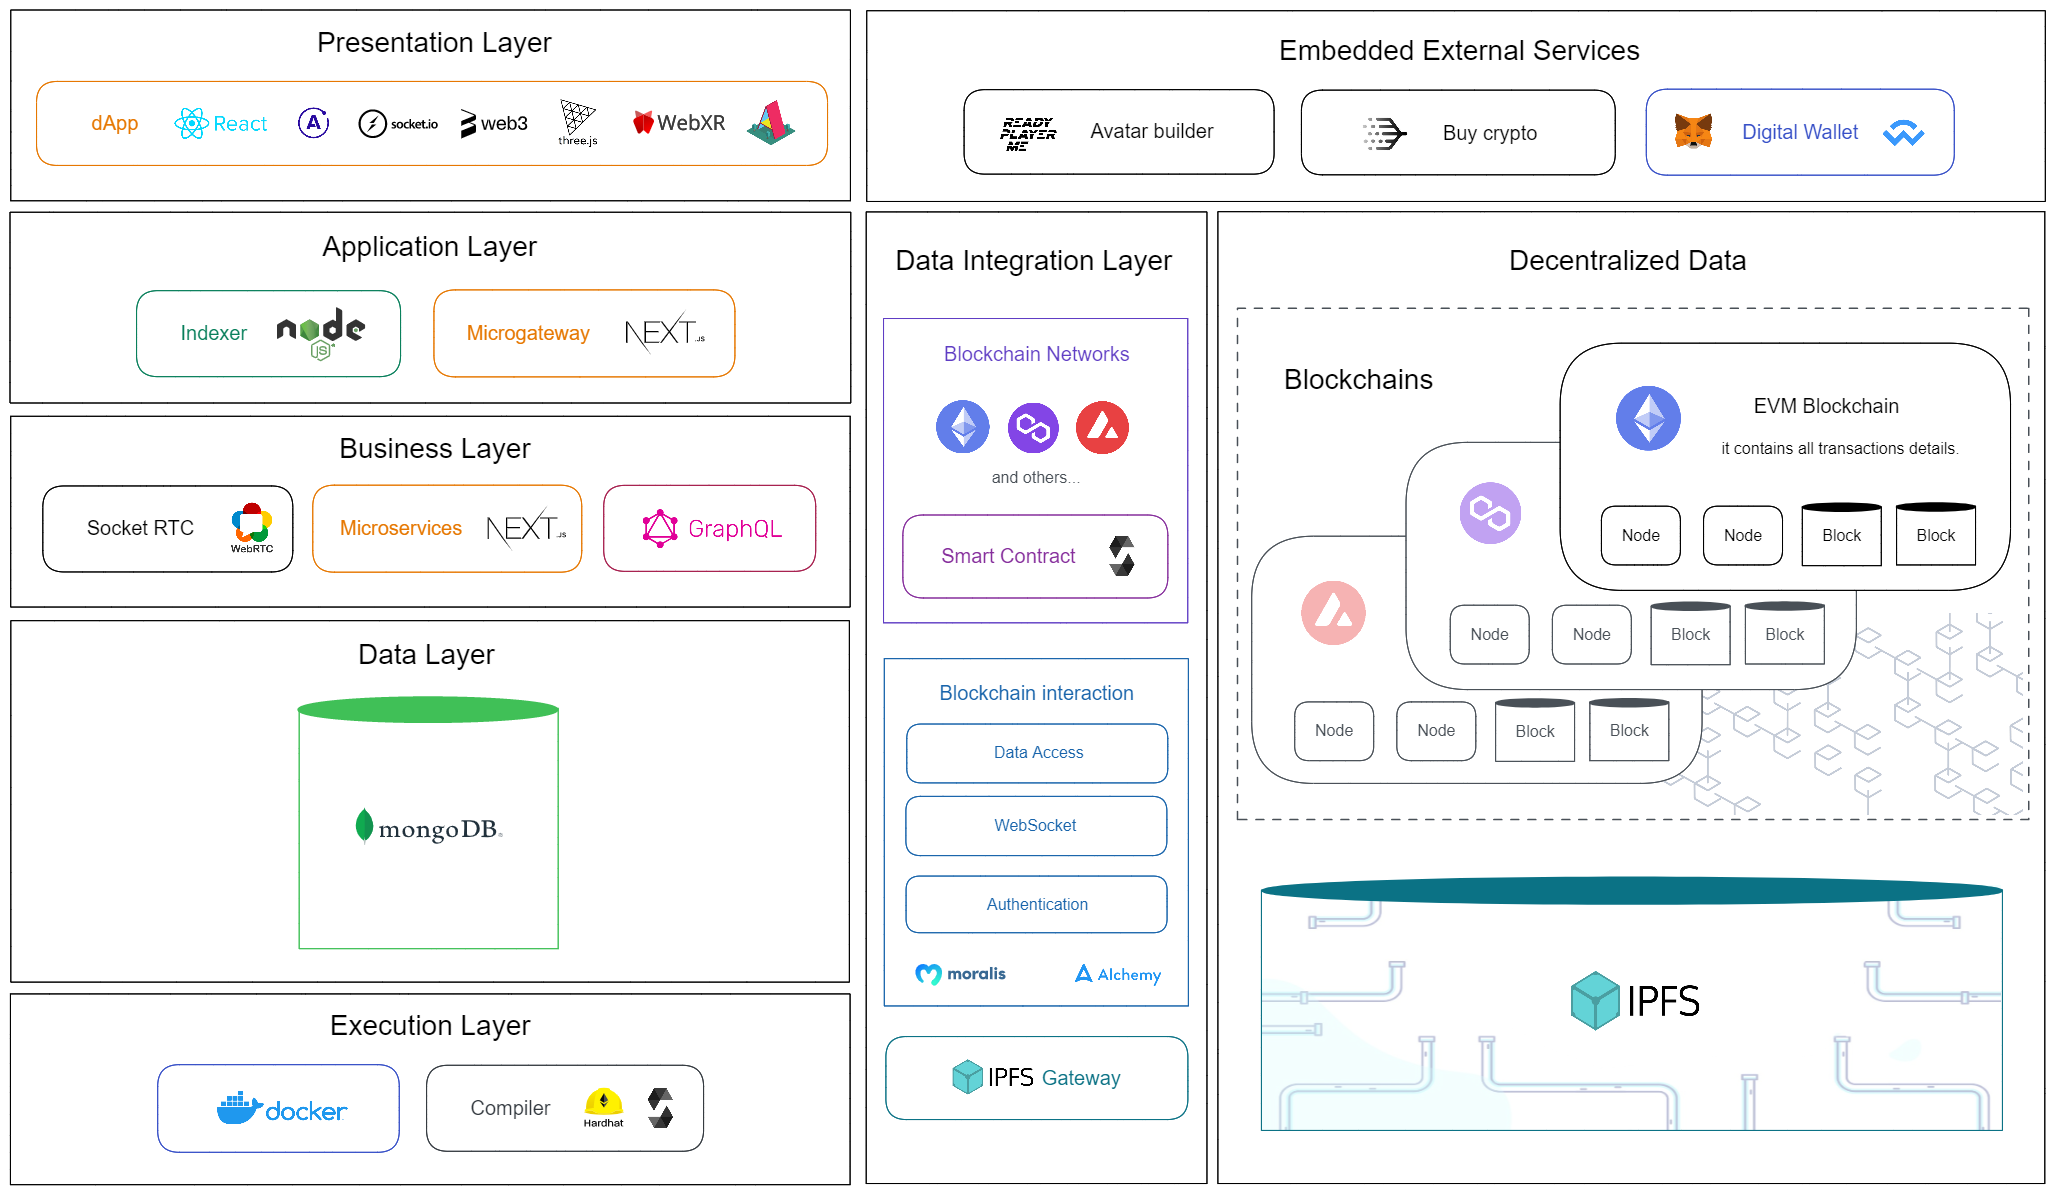 Presentation Layer
dApp
React
A
socket.io
web3
three.js
WebXR
Embedded External Services
READY
PLAYER
ME
Avatar builder
Buy crypto
Digital Wallet
Application Layer
Indexer
node
JS
Microgateway
NEXT.JS
Business Layer
Socket RTC
WebRTC
Microservices
NEXT.JS
GraphQL
Data Layer
mongoDB
Execution Layer
docker
Compiler
Hardhat
Data Integration Layer
Blockchain Networks
and others...
Smart Contract
Blockchain interaction
Data Access
WebSocket
Authentication
moralis
Alchemy
IPFS Gateway
Decentralized Data
Blockchains
EVM Blockchain
it contains all transactions details.
Node
Node
Block
Block
Node
Node
Block
Block
Node
Node
Block
Block
IPFS